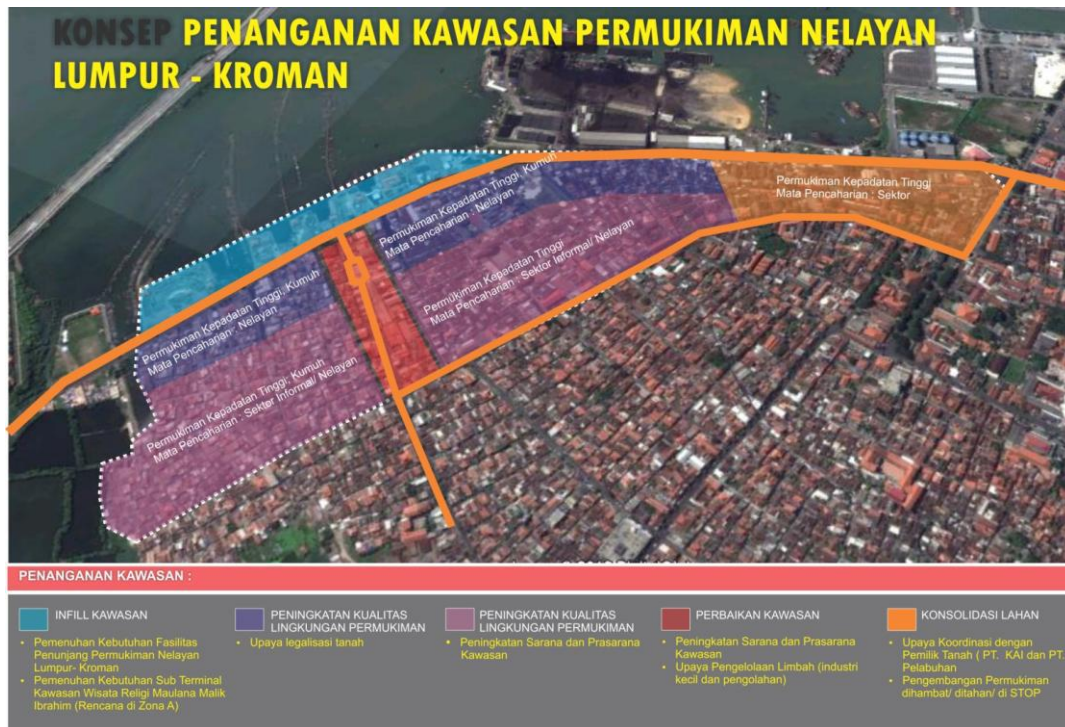 KONSEP PENANGANAN KAWASAN PERMUKIMAN NELAYAN
LUMPUR - KROMAN
Permukiman Kepadatan Tinggi, Kumuh
Mata Pencaharian : Nelayan
Permukiman Kepadatan Tinggi
Mata Pencaharian : Sektor
Permukiman Kepadatan Tinggi
Mata Pencaharian : Sektor Informal/ Nelayan
Permukiman Kepadatan Tinggi, Kumuh
Mata Pencaharian : Nelayan
Permukiman Kepadatan Tinggi, Kumuh
Mata Pencaharian : Sektor Informal/ Nelayan
PENANGANAN KAWASAN :
INFILL KAWASAN
• Pemenuhan Kebutuhan Fasilitas
Penunjang Permukiman Nelayan
Lumpur- Kroman
• Pemenuhan Kebutuhan Sub Terminal
Kawasan Wisata Religi Maulana Malik
Ibrahim (Rencana di Zona A)
PENINGKATAN KUALITAS
LINGKUNGAN PERMUKIMAN
• Upaya legalisasi tanah
PENINGKATAN KUALITAS
LINGKUNGAN PERMUKIMAN
• Peningkatan Sarana dan Prasarana
Kawasan
PERBAIKAN KAWASAN
• Peningkatan Sarana dan Prasarana
Kawasan
• Upaya Pengelolaan Limbah (industri
kecil dan pengolahan)
KONSOLIDASI LAHAN
• Upaya Koordinasi dengan
Pemilik Tanah ( PT. KAI dan PT.
Pelabuhan
• Pengembangan Permukiman
dihambat/ ditahan/ di STOP